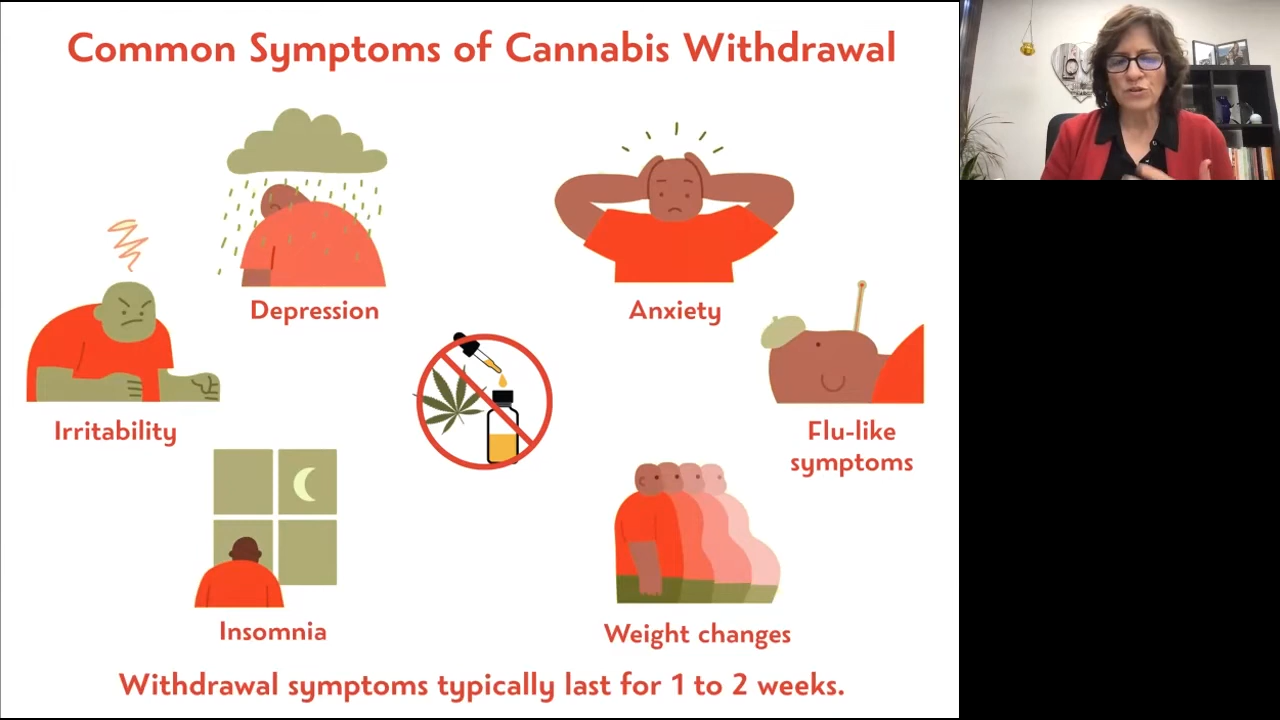 Common Symptoms of Cannabis Withdrawal
Depression
Anxiety
Irritability
Flu-like
symptoms
Insomnia
Weight changes
Withdrawal symptoms typically last for 1 to 2 weeks.